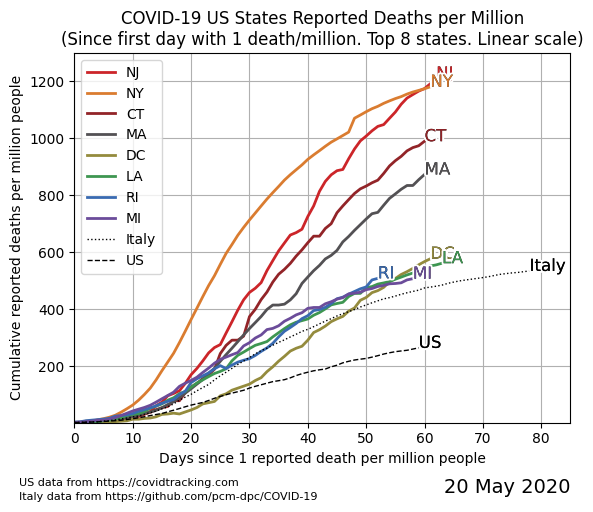 COVID-19 US States Reported Deaths per Million
(Since first day with 1 death/million. Top 8 states. Linear scale)
Cumulative reported deaths per million people
1200
1000
800
600
400
200
NJ
NY
CT
MA
DC
LA
RI
MI
Italy
US
NJ
NY
CT
MA
DC
LA
RI
MI
Italy
US
0 10 20 30 40 50 60 70 80
Days since 1 reported death per million people
US data from https://covidtracking.com
Italy data from https://github.com/pcm-dpc/COVID-19
20 May 2020